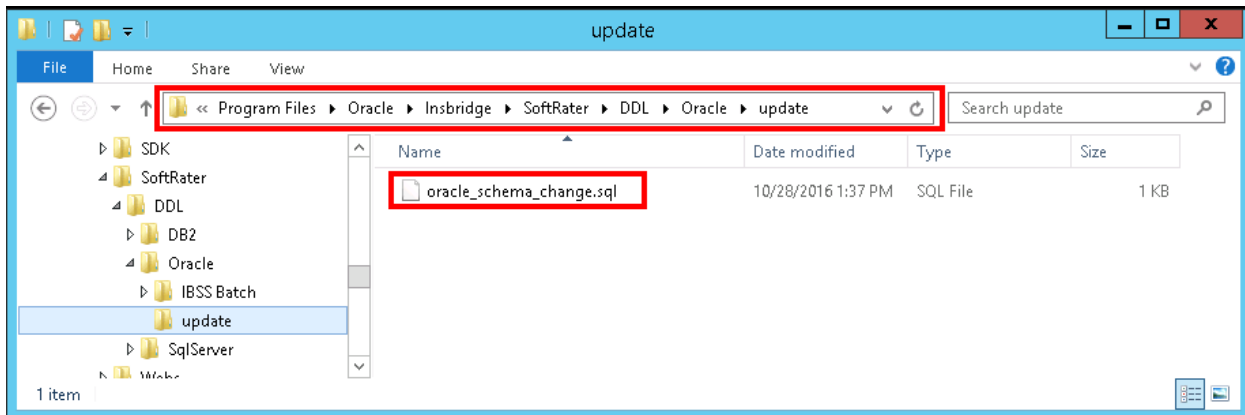 update
File Home Share View
« Program Files Oracle Insbridge SoftRater DDL Oracle update Search update
SDK
SoftRater
DDL
DB2
Oracle
IBSS Batch
update
SqlServer
Name Date modified Type Size
oracle_schema_change.sql 10/28/2016 1:37 PM SQL File 1 KB
1 item